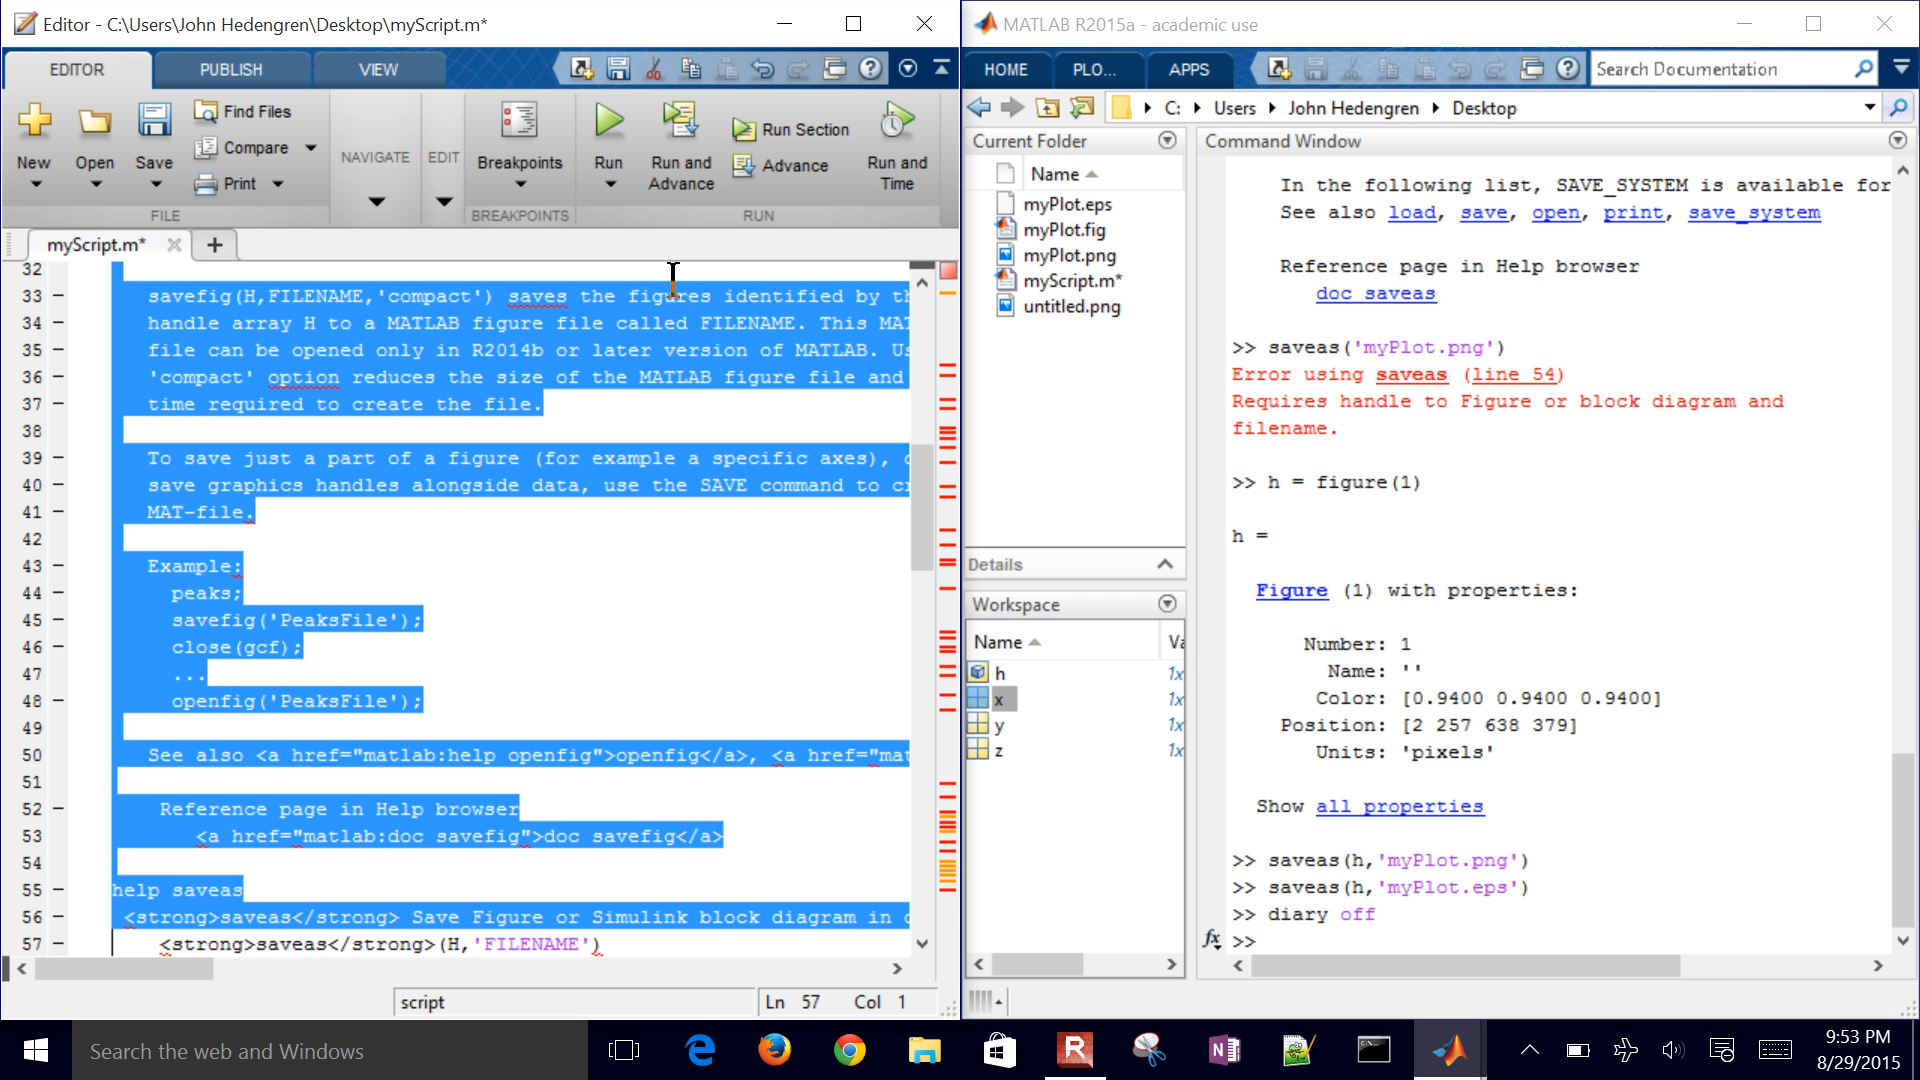 Editor - C:\Users\John Hedengren\Desktop\myScript.m*
EDITOR
PUBLISH
VIEW
New
Open
Save
Find Files
Compare
Print
FILE
NAVIGATE
EDIT
Breakpoints
BREAKPOINTS
Run
Run and
Advance
Run Section
Advance
Run and
Time
RUN
myScript.m*
32
33 –     savefig(H,FILENAME,'compact') saves the figures identified by
34 –     handle array H to a MATLAB figure file called FILENAME. This
35 –     file can be opened only in R2014b or later version of MATLAB.
36 –     'compact' option reduces the size of the MATLAB figure file and
37 –     time required to create the file.
38
39 –     To save just a part of a figure (for example a specific axes),
40 –     save graphics handles alongside data, use the SAVE command to
41 –     MAT-file.
42
43 –     Example:
44 –       peaks;
45 –       savefig('PeaksFile');
46 –       close(gcf);
47 –       ...
48 –       openfig('PeaksFile');
49
50 –     See also <a href="matlab:help openfig">openfig</a>, <a href="mat
51
52 –      Reference page in Help browser
53 –         <a href="matlab:doc savefig">doc savefig</a>
54
55 – help saveas
56 –  <strong>saveas</strong> Save Figure or Simulink block diagram in
57 –     <strong>saveas</strong>(H,'FILENAME')
script
Ln 57 Col 1
MATLAB R2015a - academic use
HOME
PLO...
APPS
Search Documentation
C: Users John Hedengren Desktop
Current Folder
Name
myPlot.eps
myPlot.fig
myPlot.png
myScript.m*
untitled.png
Details
Workspace
Name
Va
h 1x
x 1x
y 1x
z 1x
Command Window
In the following list, SAVE_SYSTEM is available for
See also load, save, open, print, save_system
Reference page in Help browser
doc saveas
>> saveas('myPlot.png')
Error using saveas (line 54)
Requires handle to Figure or block diagram and
filename.
>> h = figure(1)
h =
Figure (1) with properties:
Number: 1
Name: ''
Color: [0.9400 0.9400 0.9400]
Position: [2 257 638 379]
Units: 'pixels'
Show all properties
>> saveas(h,'myPlot.png')
>> saveas(h,'myPlot.eps')
>> diary off
fx >>
Search the web and Windows
9:53 PM
8/29/2015